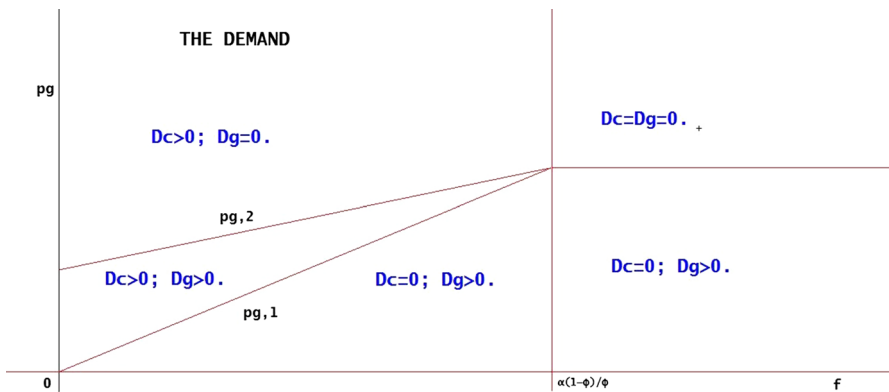 THE DEMAND
pg
Dc=Dg=0.
Dc>0; Dg=0.
pg,2
Dc>0; Dg>0.
Dc=0; Dg>0.
Dc=0; Dg>0.
pg,1
0
α(1-φ)/φ
f